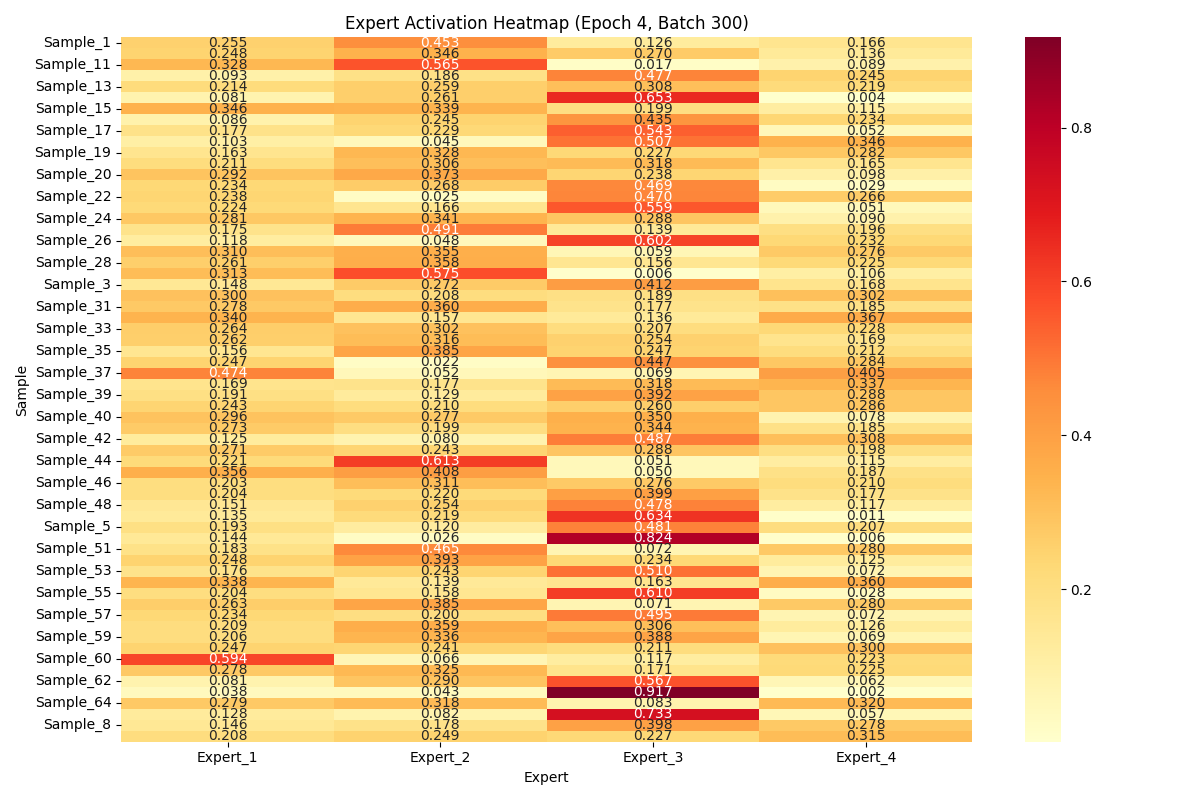 Expert Activation Heatmap (Epoch 4, Batch 300)
Sample_1 0.255 0.453 0.126 0.166
0.248 0.346 0.270 0.136
Sample_11 0.328 0.565 0.017 0.089
0.093 0.186 0.477 0.245
Sample_13 0.214 0.259 0.308 0.219
0.081 0.261 0.653 0.004
Sample_15 0.346 0.339 0.199 0.115
0.086 0.245 0.435 0.234
Sample_17 0.177 0.229 0.543 0.052
0.103 0.045 0.507 0.346
Sample_19 0.163 0.328 0.227 0.282
0.211 0.306 0.318 0.165
Sample_20 0.292 0.373 0.238 0.098
0.234 0.268 0.469 0.029
Sample_22 0.238 0.025 0.470 0.266
0.224 0.166 0.559 0.051
Sample_24 0.281 0.341 0.288 0.090
0.175 0.491 0.139 0.196
Sample_26 0.118 0.048 0.602 0.232
0.310 0.355 0.059 0.276
Sample_28 0.261 0.358 0.156 0.225
0.313 0.575 0.006 0.106
Sample_3 0.148 0.272 0.412 0.168
0.300 0.208 0.189 0.302
Sample_31 0.278 0.360 0.177 0.185
0.340 0.157 0.136 0.367
Sample_33 0.264 0.302 0.207 0.228
0.262 0.316 0.254 0.169
Sample_35 0.156 0.385 0.247 0.212
0.247 0.022 0.447 0.284
Sample_37 0.474 0.052 0.069 0.405
0.169 0.177 0.318 0.337
Sample_39 0.191 0.129 0.392 0.288
0.243 0.210 0.260 0.286
Sample_40 0.296 0.277 0.350 0.078
0.273 0.199 0.344 0.185
Sample_42 0.125 0.080 0.487 0.308
0.271 0.243 0.288 0.198
Sample_44 0.221 0.613 0.051 0.115
0.356 0.408 0.050 0.187
Sample_46 0.203 0.311 0.276 0.210
0.204 0.220 0.399 0.177
Sample_48 0.151 0.254 0.478 0.117
0.135 0.219 0.634 0.011
Sample_5 0.193 0.120 0.481 0.207
0.144 0.026 0.824 0.006
Sample_51 0.183 0.465 0.072 0.280
0.248 0.393 0.234 0.125
Sample_53 0.176 0.243 0.510 0.072
0.338 0.139 0.163 0.360
Sample_55 0.204 0.158 0.610 0.028
0.263 0.385 0.071 0.280
Sample_57 0.234 0.200 0.495 0.072
0.209 0.359 0.306 0.126
Sample_59 0.206 0.336 0.388 0.069
0.247 0.241 0.211 0.300
Sample_60 0.594 0.066 0.117 0.223
0.278 0.325 0.171 0.225
Sample_62 0.081 0.290 0.567 0.062
0.038 0.043 0.917 0.002
Sample_64 0.279 0.318 0.083 0.320
0.128 0.082 0.733 0.057
Sample_8 0.146 0.178 0.398 0.278
0.208 0.249 0.227 0.315
Expert_1 Expert_2 Expert_3 Expert_4
Expert
Sample
0.8
0.6
0.4
0.2